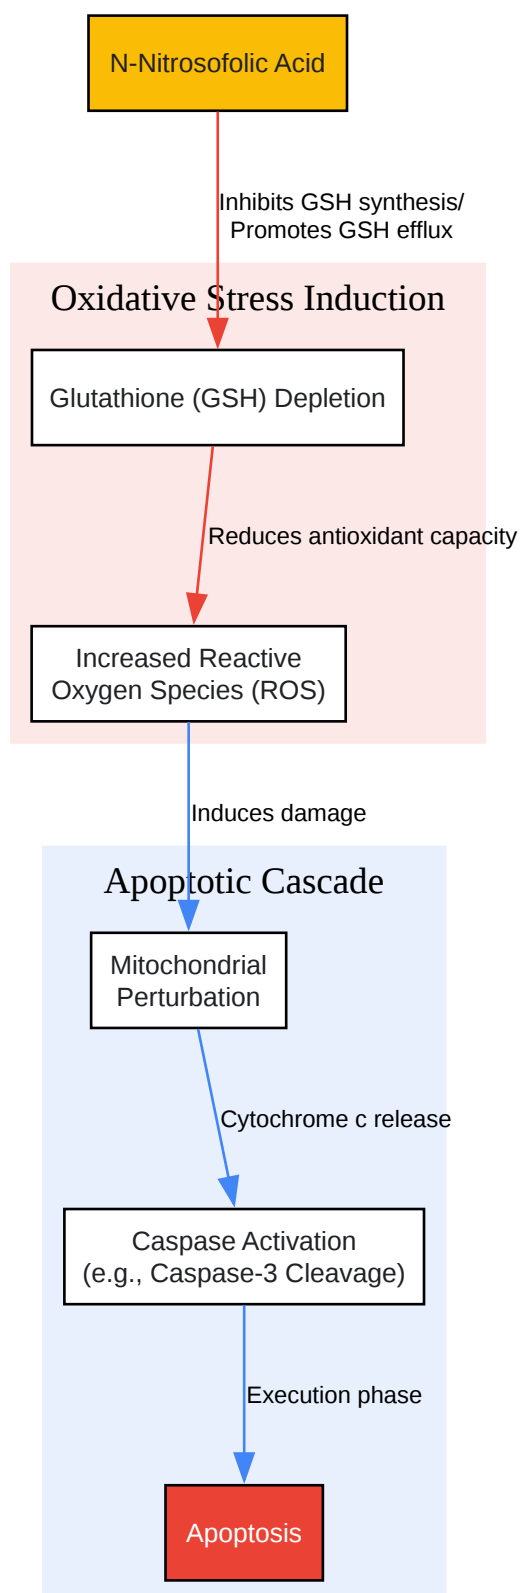 N-Nitrosofolic Acid
Inhibits GSH synthesis/
Promotes GSH efflux
Oxidative Stress Induction
Glutathione (GSH) Depletion
Reduces antioxidant capacity
Increased Reactive
Oxygen Species (ROS)
Induces damage
Apoptotic Cascade
Mitochondrial
Perturbation
Cytochrome c release
Caspase Activation
(e.g., Caspase-3 Cleavage)
Execution phase
Apoptosis